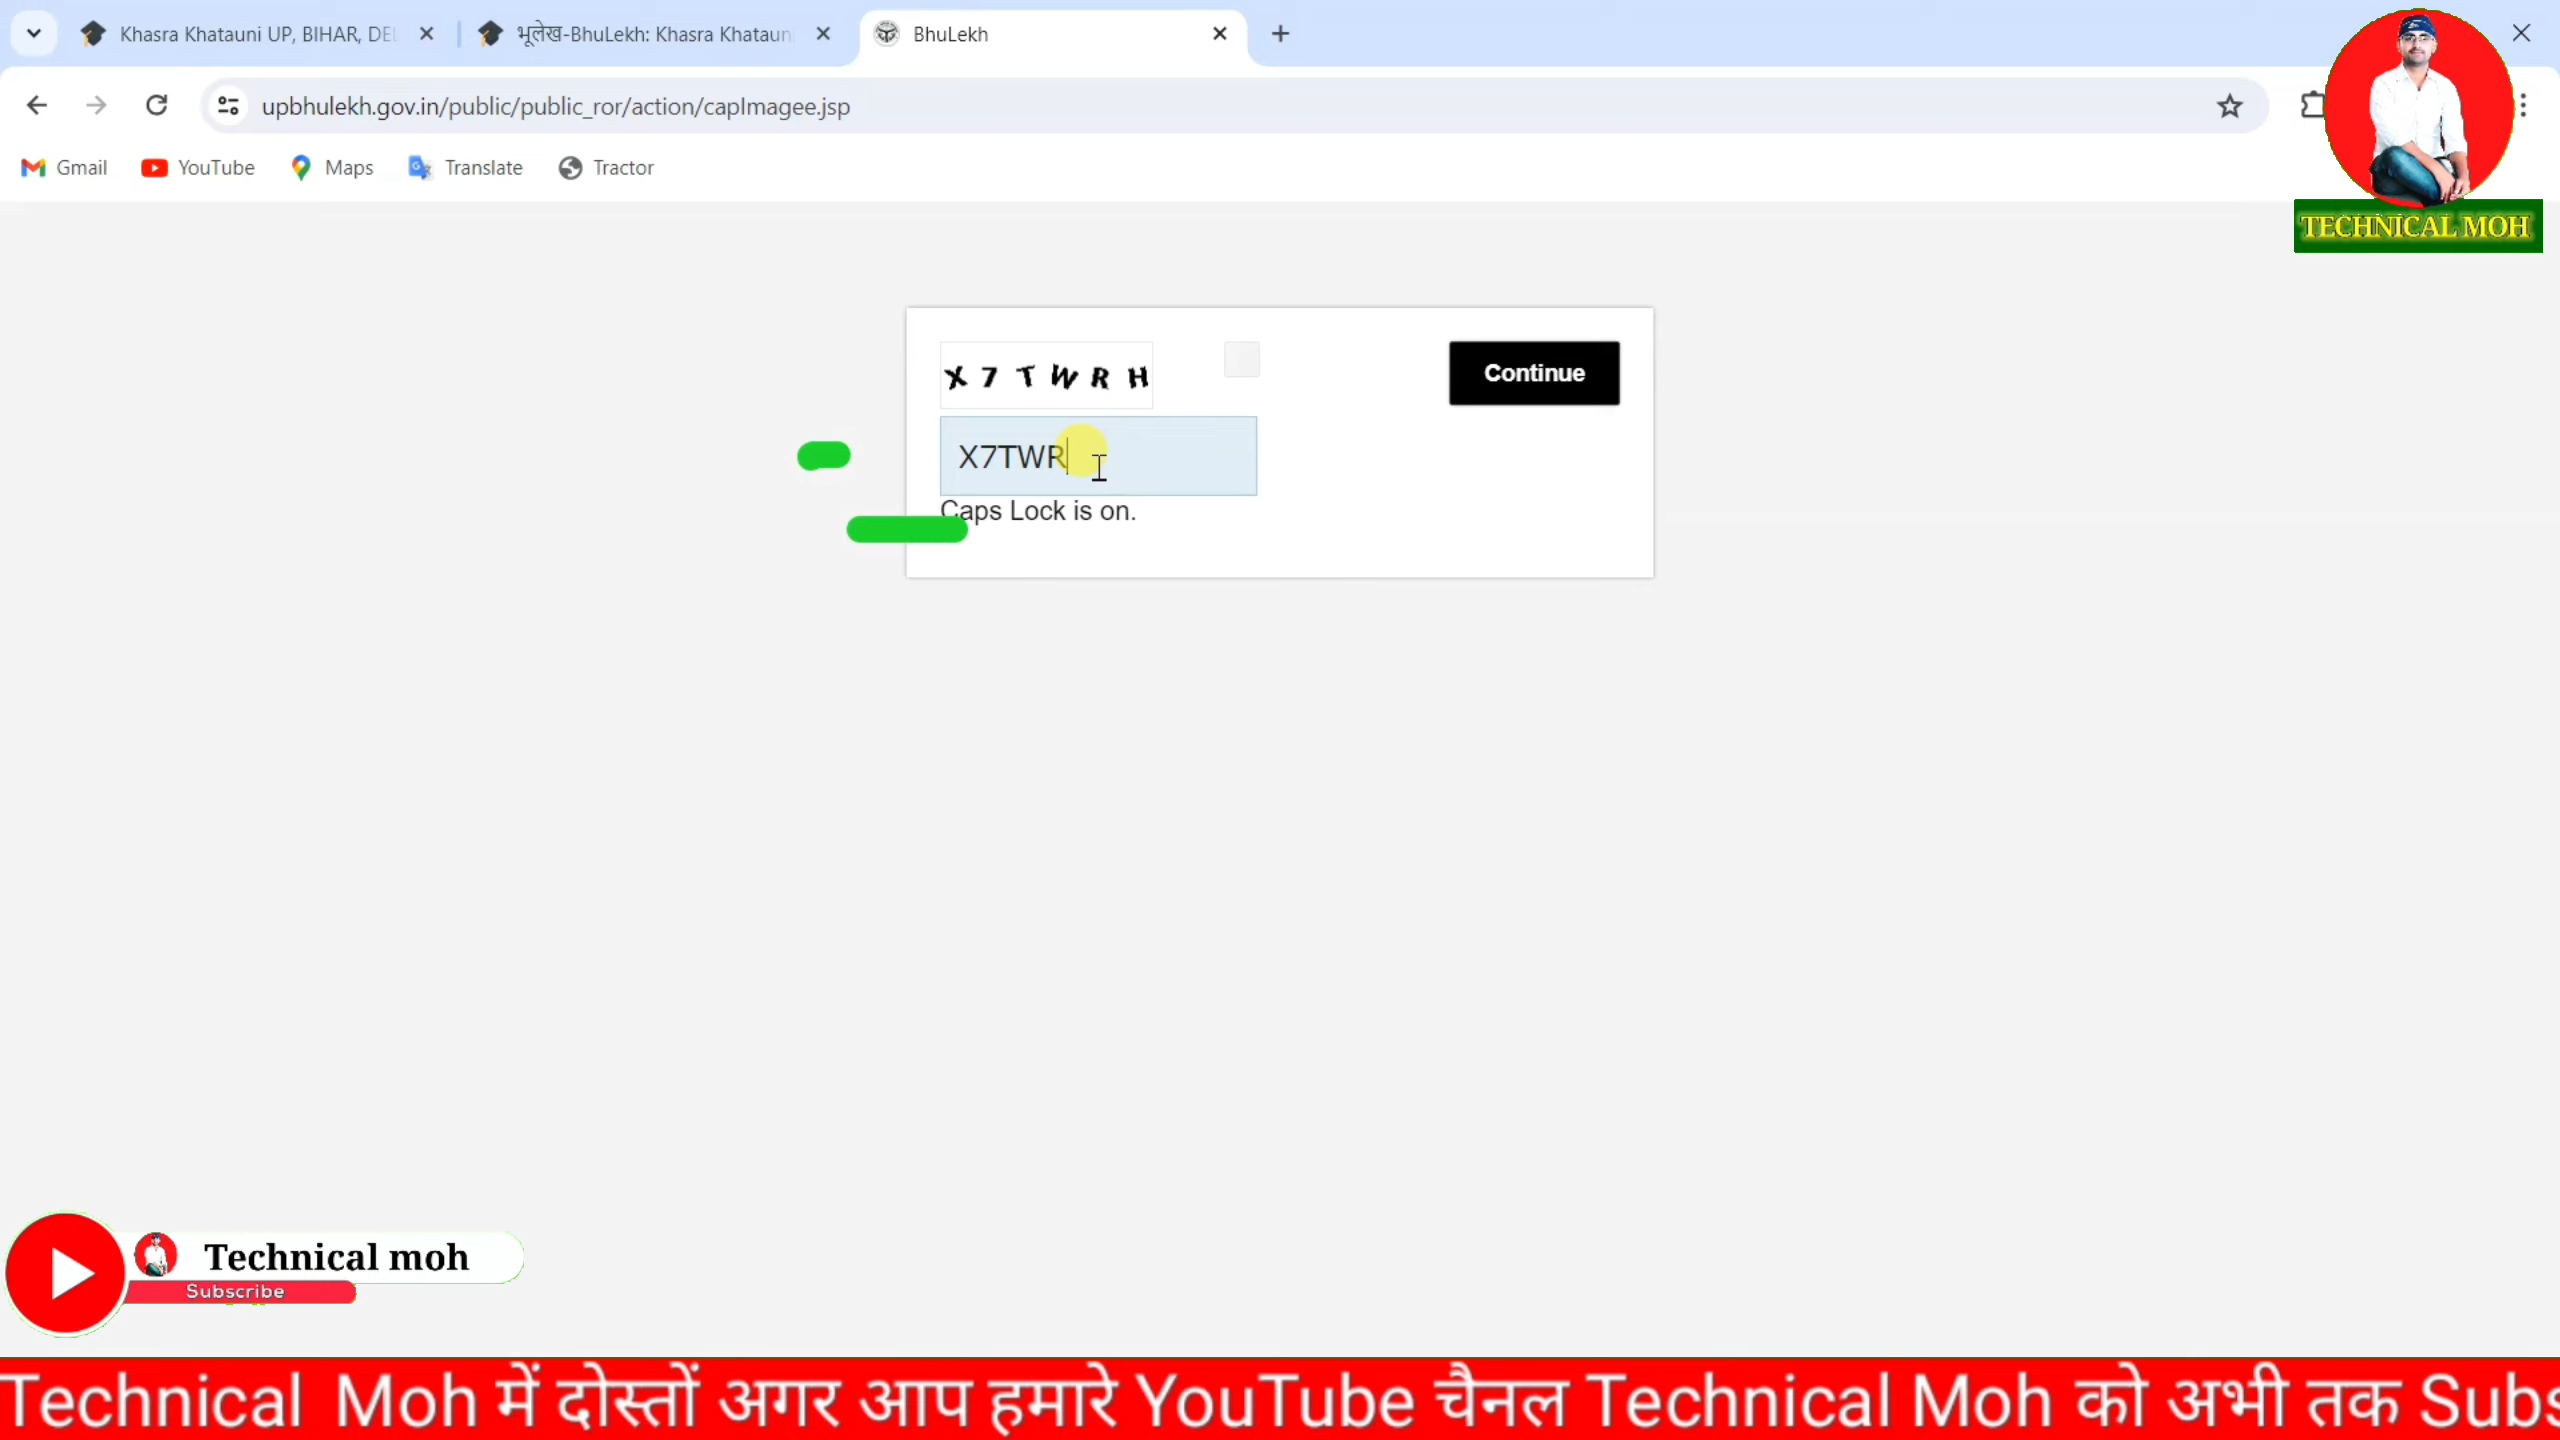 Khasra Khatauni UP, BIHAR, DEL
भूलेख-BhuLekh: Khasra Khatauni
BhuLekh
upbhulekh.gov.in/public/public_ror/action/capImagee.jsp
Gmail
YouTube
Maps
Translate
Tractor
TECHNICAL MOH
X 7 T W R H
Continue
X7TWR
Caps Lock is on.
Technical moh
Subscribe
Technical Moh में दोस्तों अगर आप हमारे YouTube चैनल Technical Moh को अभी तक Subs